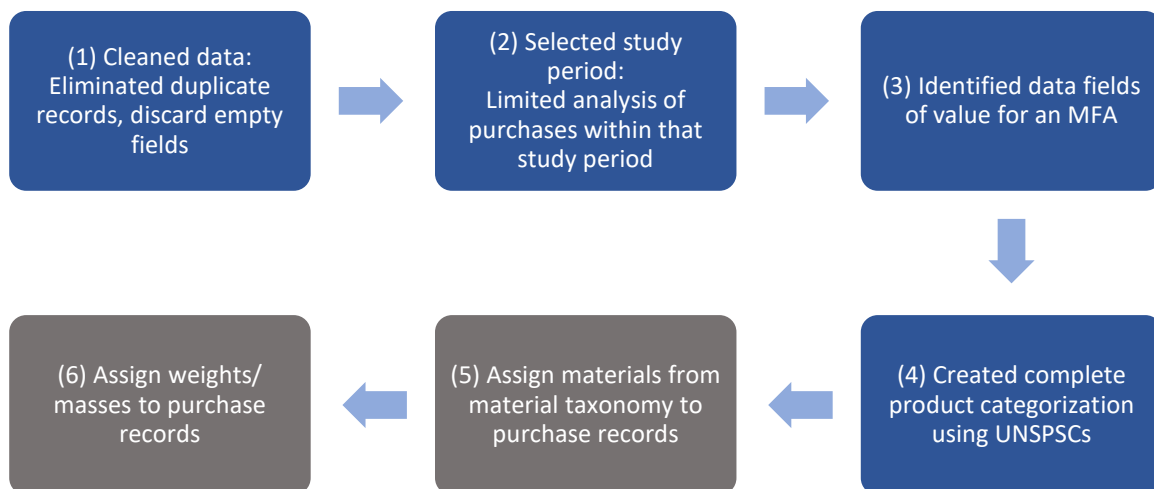 (1) Cleaned data:
Eliminated duplicate
records, discard empty
fields
(2) Selected study
period:
Limited analysis of
purchases within that
study period
(3) Identified data fields
of value for an MFA
(4) Created complete
product categorization
using UNSPSCs
(5) Assign materials from
material taxonomy to
purchase records
(6) Assign weights/
masses to purchase
records